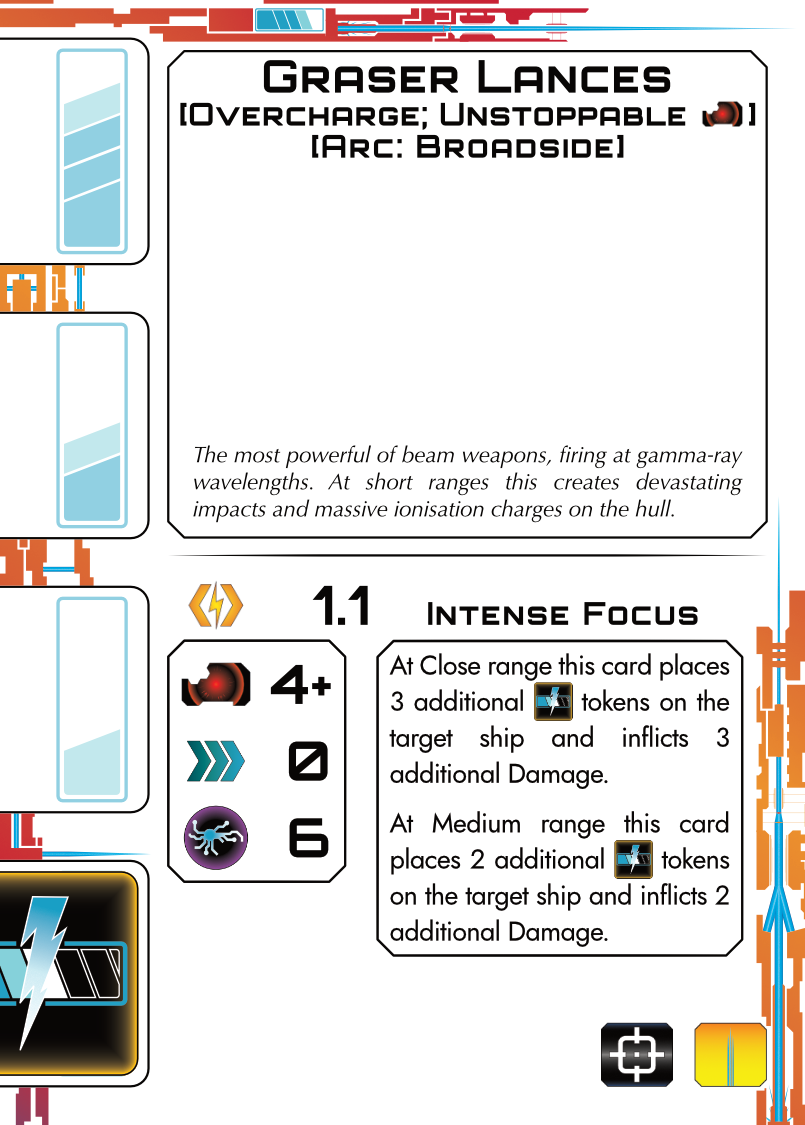 Graser Lances
[Overcharge; Unstoppable ]
[Arc: Broadside]
The most powerful of beam weapons, firing at gamma-ray
wavelengths. At short ranges this creates devastating
impacts and massive ionisation charges on the hull.
1.1
Intense Focus
4+
0
6
At Close range this card places
3 additional tokens on the
target ship and inflicts 3
additional Damage.
At Medium range this card
places 2 additional tokens
on the target ship and inflicts 2
additional Damage.